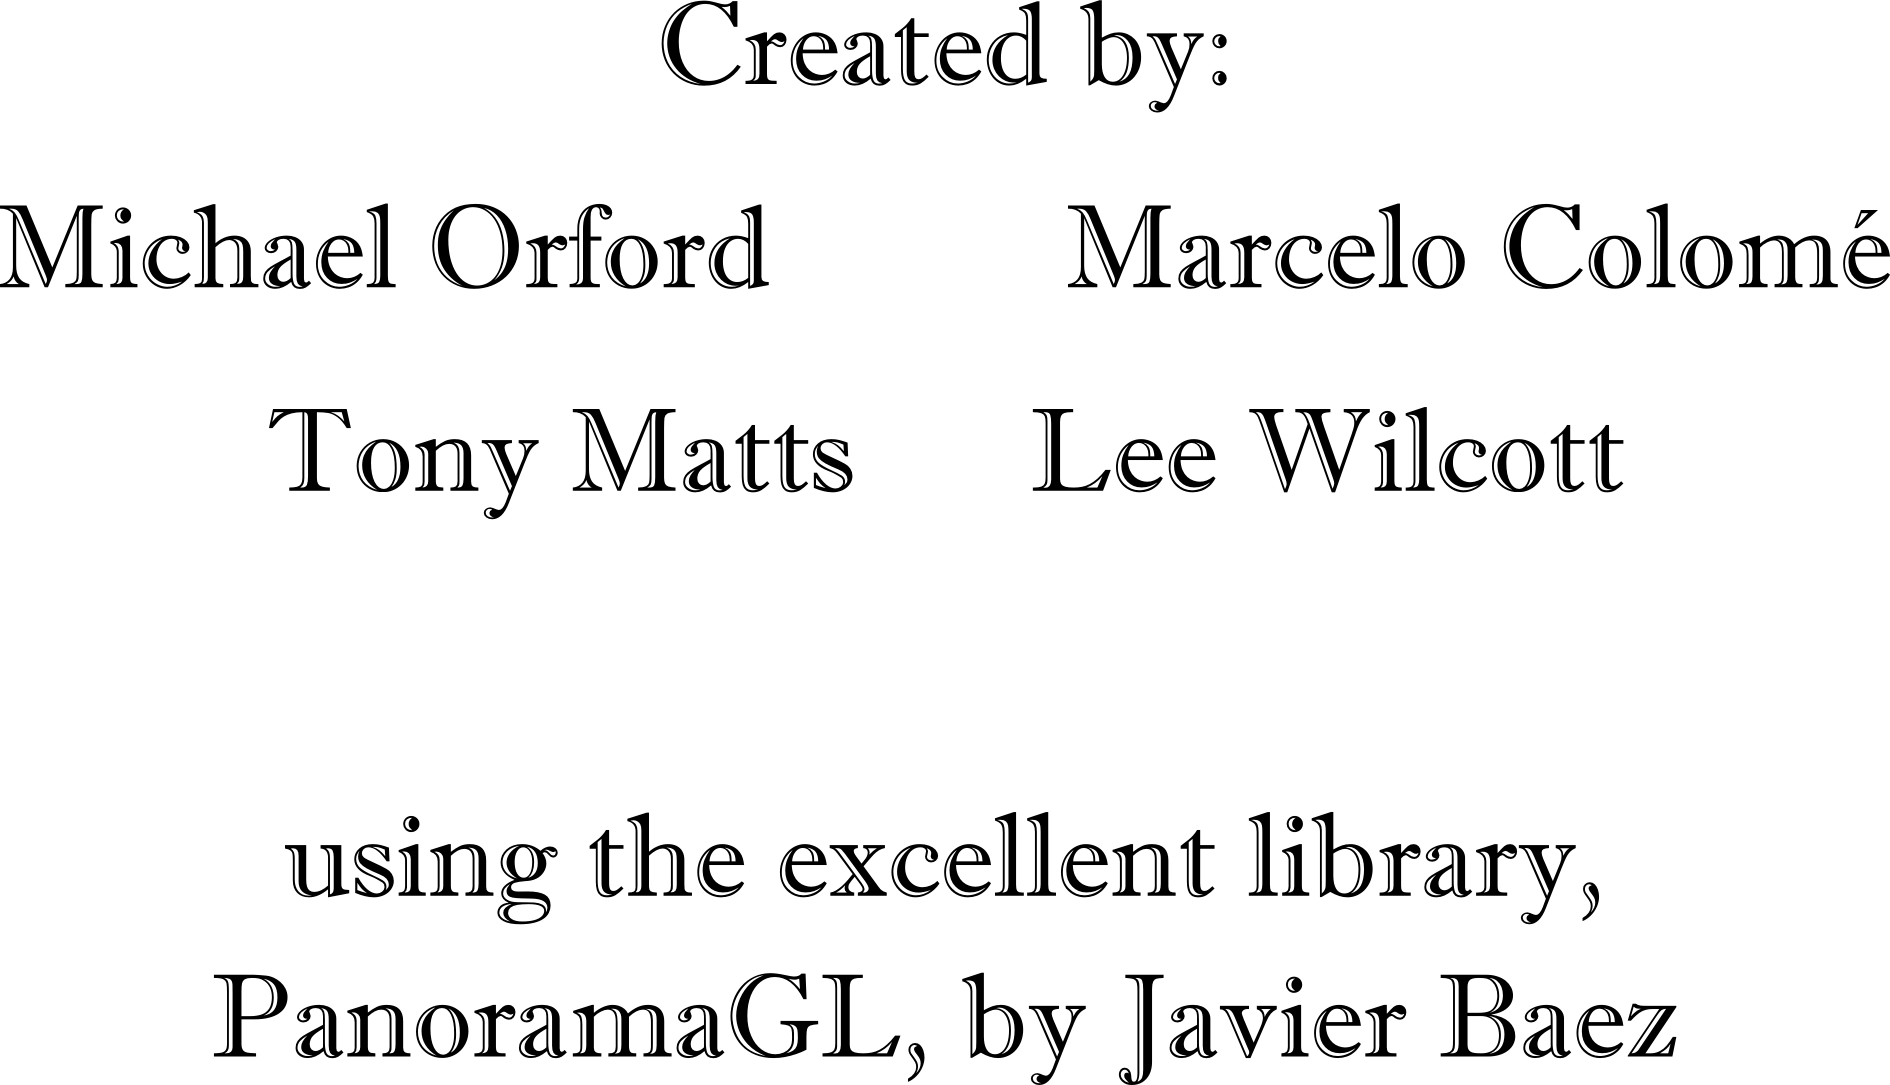 Created by:
Michael Orford Marcelo Colomé
Tony Matts Lee Wilcott
using the excellent library,
PanoramaGL, by Javier Baez